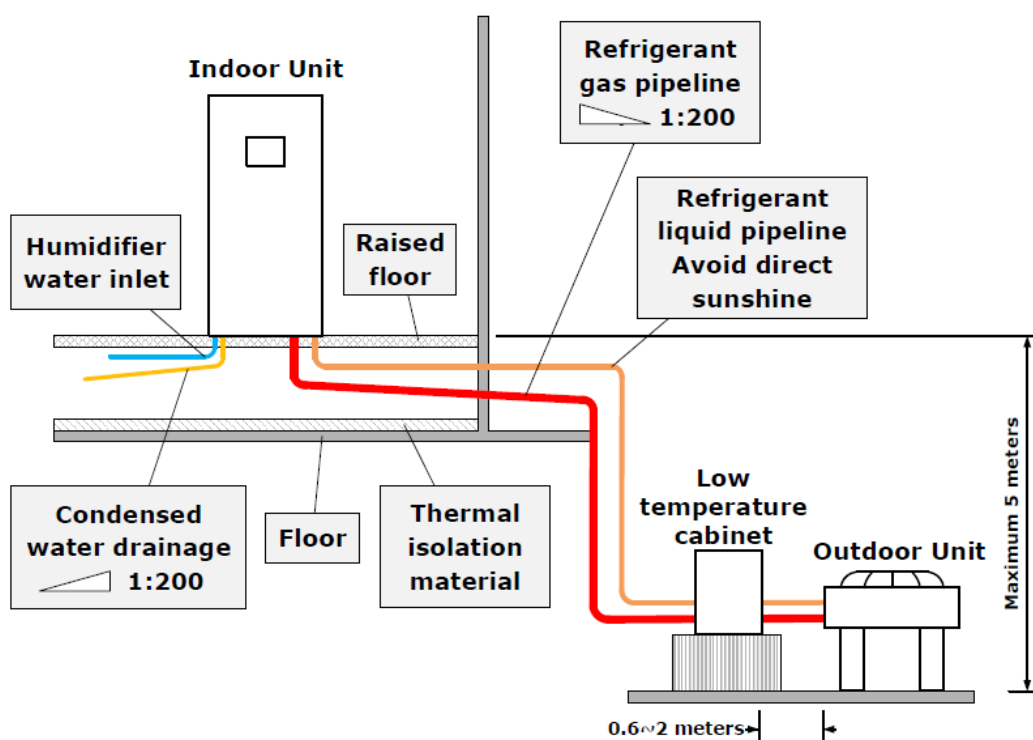 Indoor Unit
Refrigerant
gas pipeline
1:200
Refrigerant
liquid pipeline
Avoid direct
sunshine
Humidifier
water inlet
Raised
floor
Condensed
water drainage
1:200
Floor
Thermal
isolation
material
Low
temperature
cabinet
Outdoor Unit
Maximum 5 meters
0.6~2 meters